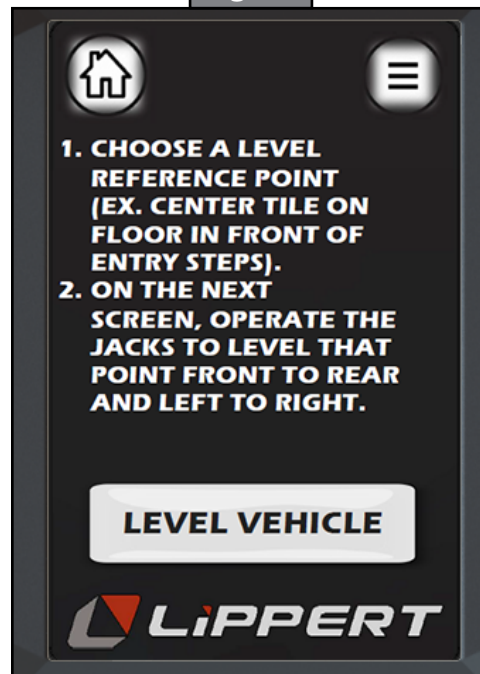 1. CHOOSE A LEVEL
REFERENCE POINT
(EX. CENTER TILE ON
FLOOR IN FRONT OF
ENTRY STEPS).
2. ON THE NEXT
SCREEN, OPERATE THE
JACKS TO LEVEL THAT
POINT FRONT TO REAR
AND LEFT TO RIGHT.
LEVEL VEHICLE
LiPPERT